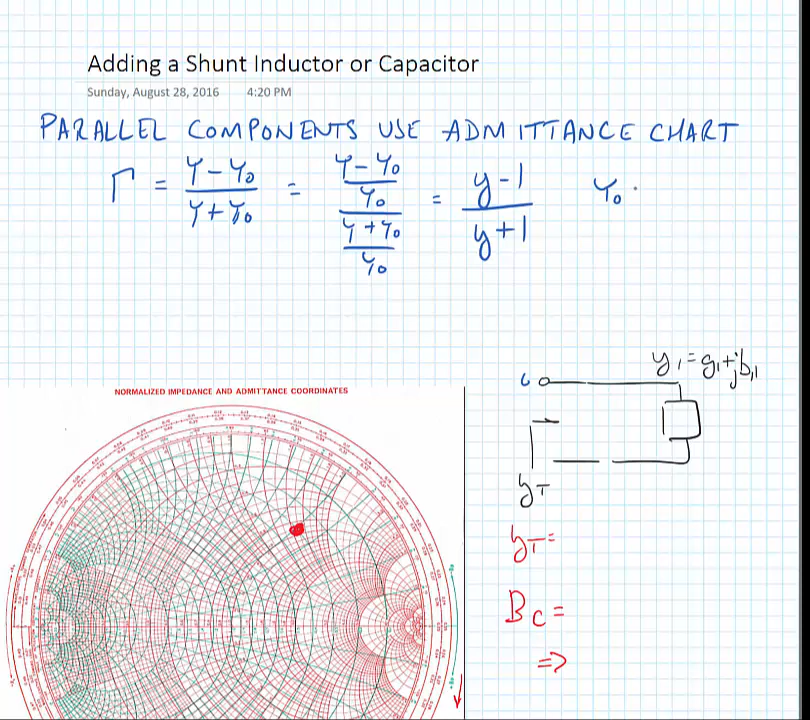 Adding a Shunt Inductor or Capacitor
Sunday, August 28, 2016 4:20 PM
PARALLEL COMPONENTS USE ADMITTANCE CHART
Γ = (Y-Y₀)/(Y+Y₀) = ((Y-Y₀)/Y₀)/((Y+Y₀)/Y₀) = (y-1)/(y+1) Y₀
y₁=g₁+jb₁
NORMALIZED IMPEDANCE AND ADMITTANCE COORDINATES
y_T
y_T=
B_C=
=>